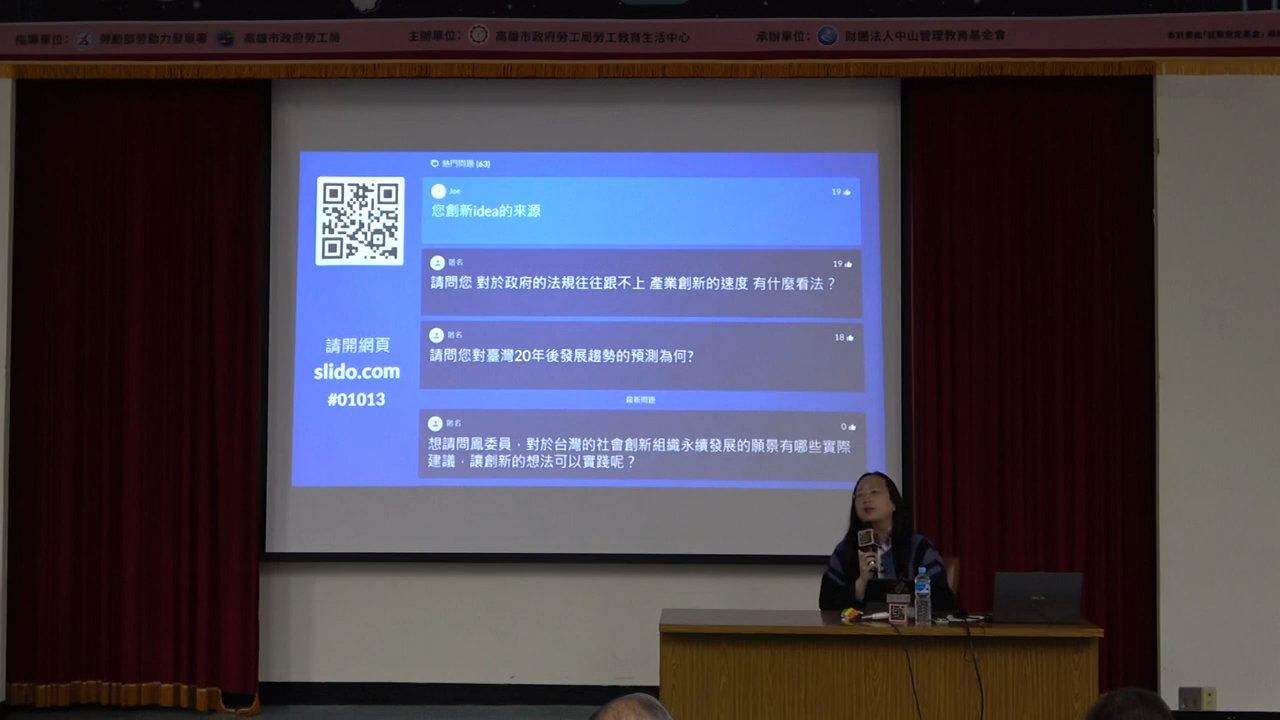 指導單位： 勞動部勞動力發展署 高雄市政府勞工局 主辦單位： 高雄市政府勞工局勞工教育生活中心 承辦單位： 財團法人中山管理教育基金會
熱門問題 (63)
Joe 19
您創新idea的來源
匿名 19
請問您 對於政府的法規往往跟不上 產業創新的速度 有什麼看法？
匿名 18
請問您對臺灣20年後發展趨勢的預測為何?
最新問題
匿名 0
想請問鳳委員，對於台灣的社會創新組織永續發展的願景有哪些實際
建議，讓創新的想法可以實踐呢？
請開網頁
slido.com
#01013